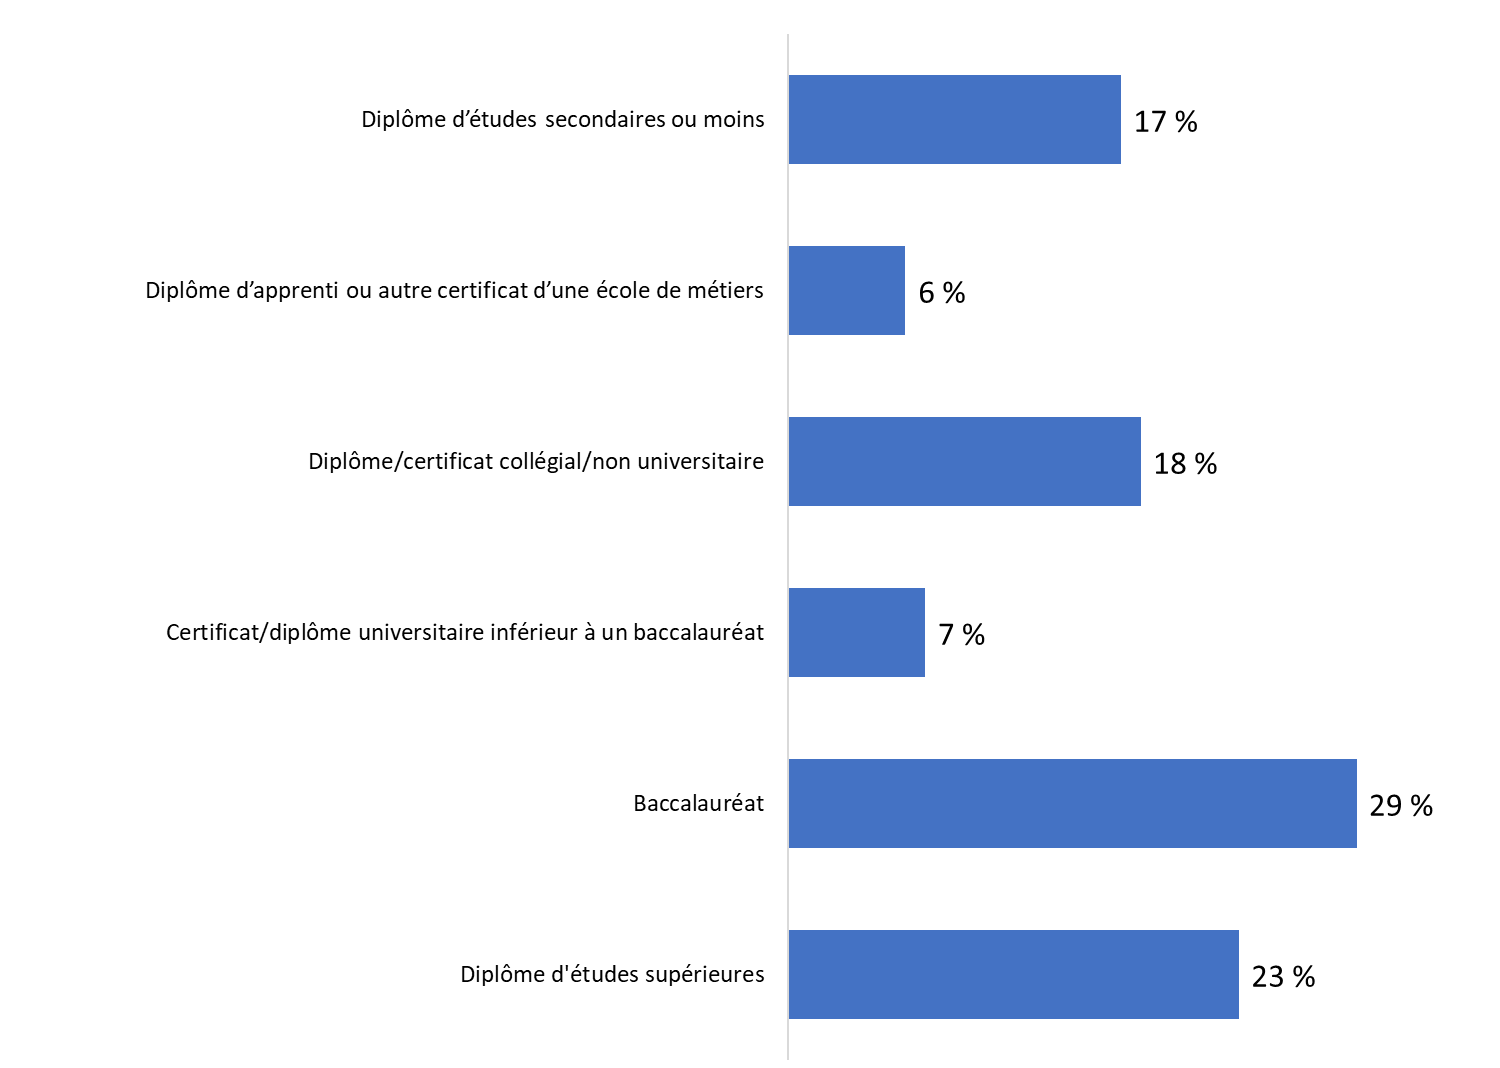 Diplôme d’études secondaires ou moins
17 %
Diplôme d’apprenti ou autre certificat d’une école de métiers
6 %
Diplôme/certificat collégial/non universitaire
18 %
Certificat/diplôme universitaire inférieur à un baccalauréat
7 %
Baccalauréat
29 %
Diplôme d'études supérieures
23 %